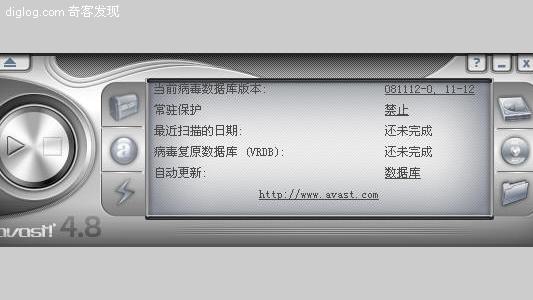 diglog.com 奇客发现
当前病毒数据库版本: 081112-0, 11-12
常驻保护 禁止
最近扫描的日期: 还未完成
病毒复原数据库 (VRDB): 还未完成
自动更新: 数据库
http://www.avast.com
avast! 4.8